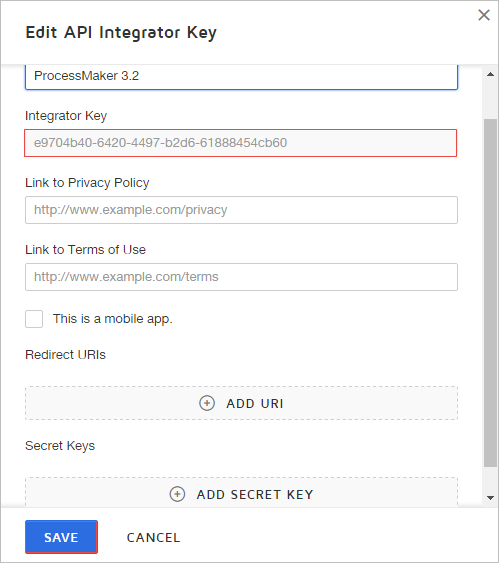 Edit API Integrator Key
ProcessMaker 3.2
Integrator Key
e9704b40-6420-4497-b2d6-61888454cb60
Link to Privacy Policy
http://www.example.com/privacy
Link to Terms of Use
http://www.example.com/terms
This is a mobile app.
Redirect URIs
ADD URI
Secret Keys
ADD SECRET KEY
SAVE CANCEL